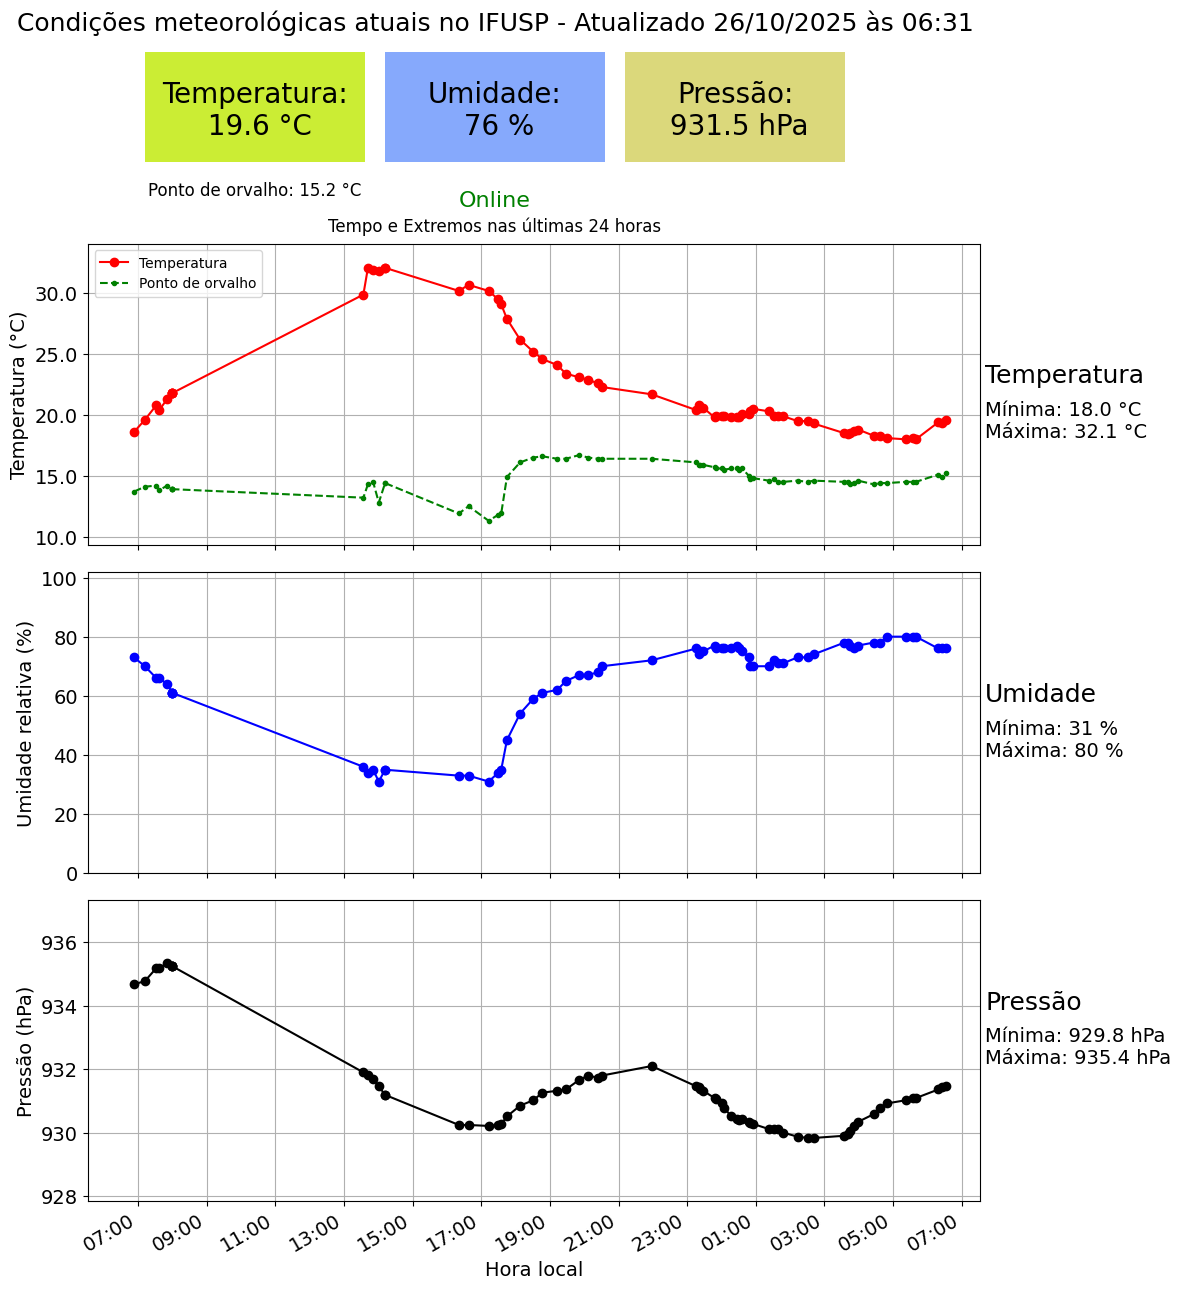 Condições meteorológicas atuais no IFUSP - Atualizado 26/10/2025 às 06:31
Temperatura:
19.6 °C
Umidade:
76 %
Pressão:
931.5 hPa
Ponto de orvalho: 15.2 °C
Online
Tempo e Extremos nas últimas 24 horas
Temperatura
Ponto de orvalho
Temperatura (°C)
30.0
25.0
20.0
15.0
10.0
Temperatura
Mínima: 18.0 °C
Máxima: 32.1 °C
Umidade relativa (%)
100
80
60
40
20
0
Umidade
Mínima: 31 %
Máxima: 80 %
Pressão (hPa)
936
934
932
930
928
Pressão
Mínima: 929.8 hPa
Máxima: 935.4 hPa
07:00 09:00 11:00 13:00 15:00 17:00 19:00 21:00 23:00 01:00 03:00 05:00 07:00
Hora local